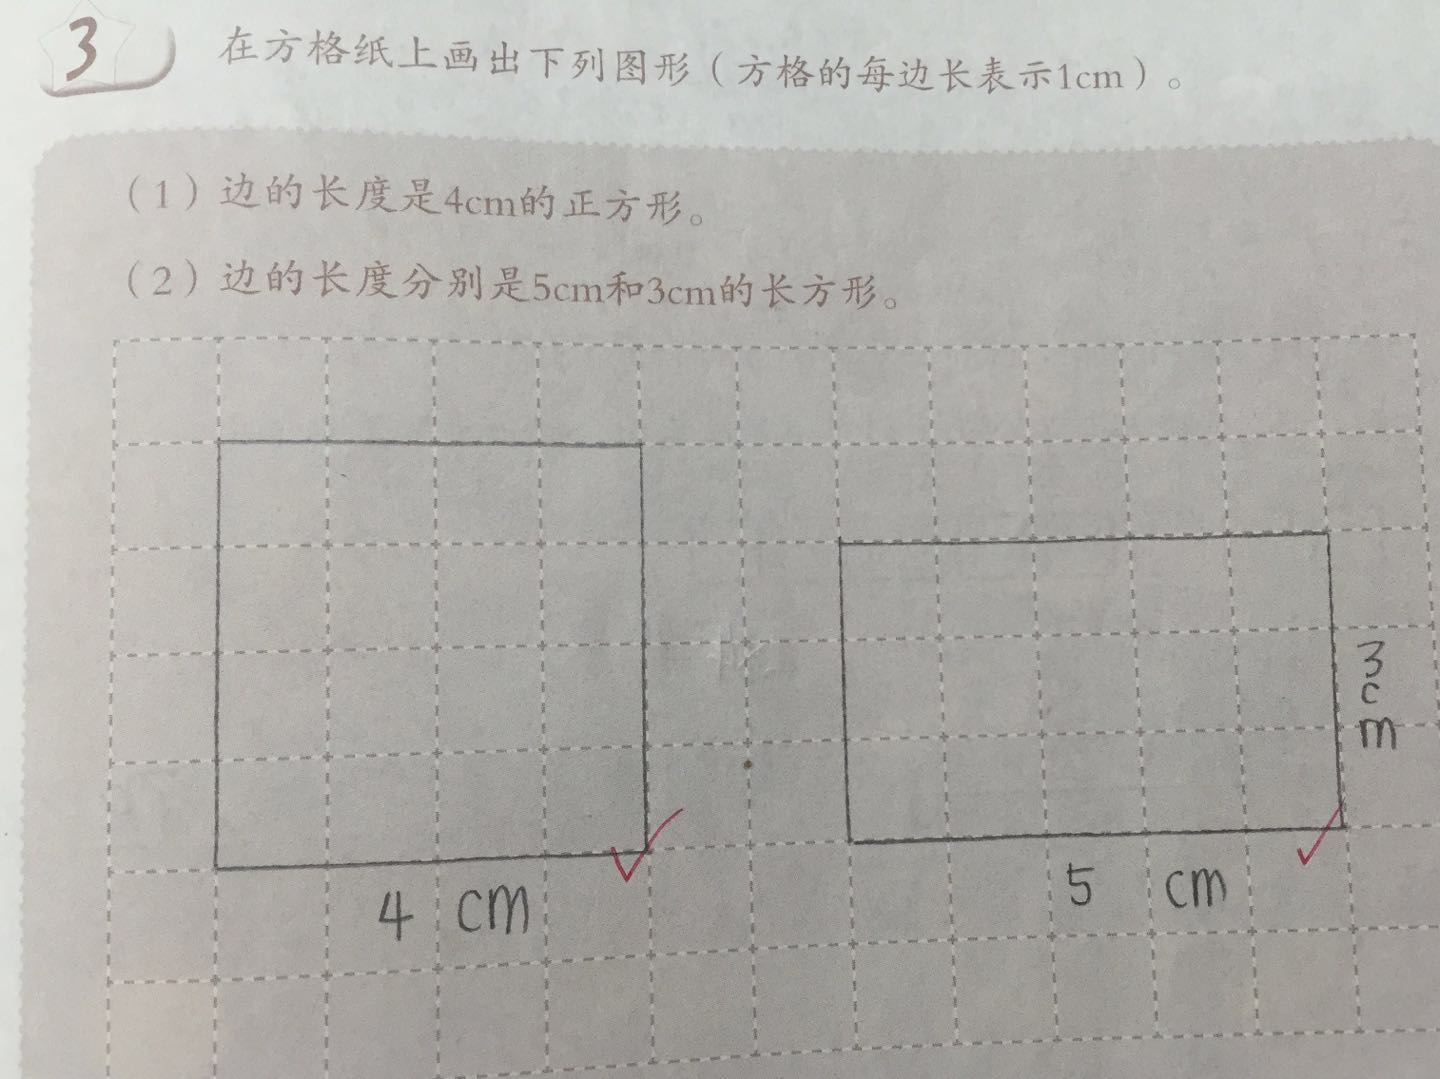 3 在方格纸上画出下列图形（方格的每边长表示1cm）。
（1）边的长度是4cm的正方形。
（2）边的长度分别是5cm和3cm的长方形。
3cm
4 cm
5 cm